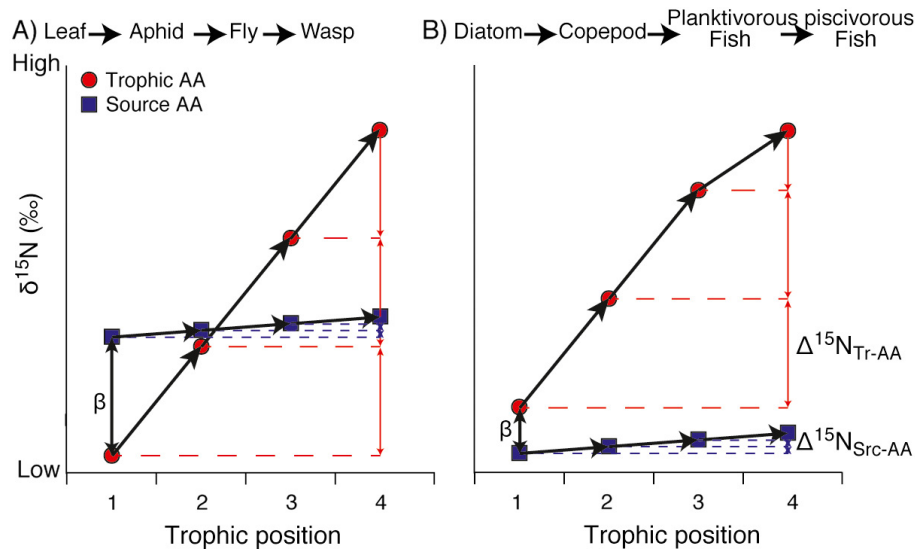 A) Leaf Aphid Fly Wasp
B) Diatom Copepod Planktivorous Fish piscivorous Fish
High
Trophic AA
Source AA
δ15N (‰)
β
Low
1 2 3 4
Trophic position
β
Δ15NTr-AA
Δ15NSrc-AA
1 2 3 4
Trophic position